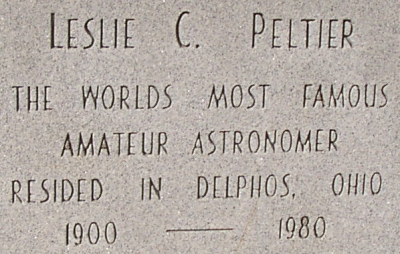 LESLIE C. PELTIER
THE WORLDS MOST FAMOUS
AMATEUR ASTRONOMER
RESIDED IN DELPHOS, OHIO
1900 — 1980